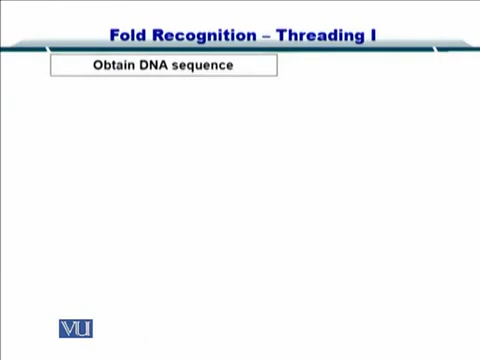 Fold Recognition – Threading I
Obtain DNA sequence
VU